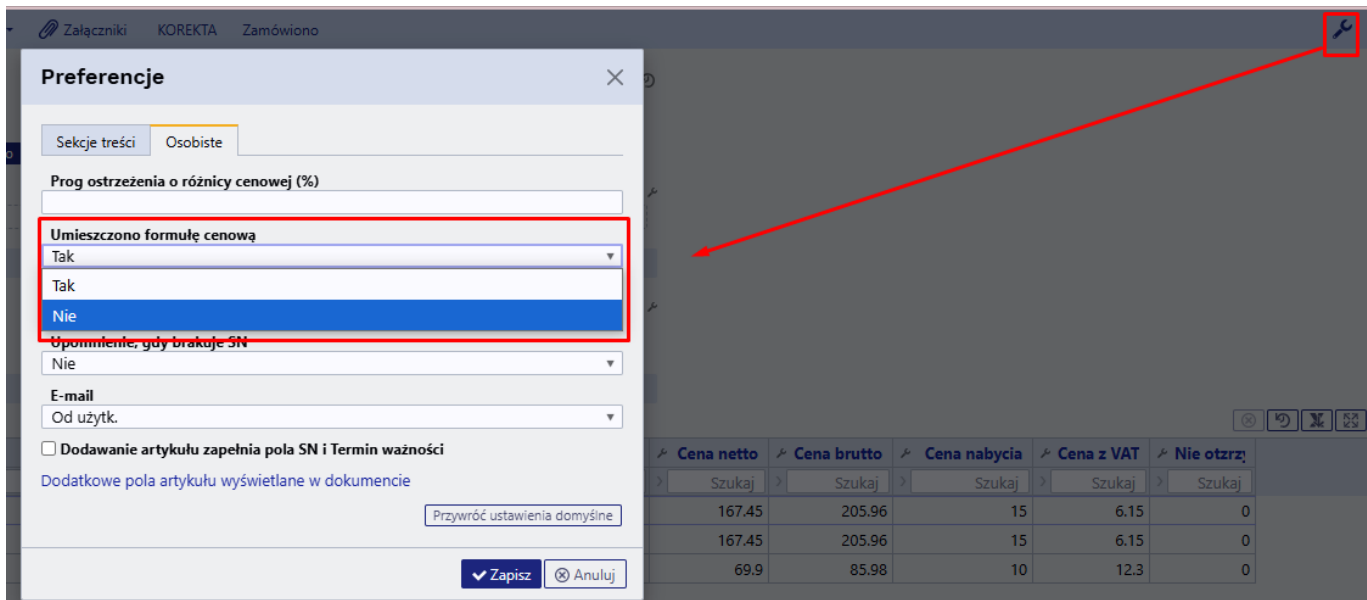 Załączniki KOREKTA Zamówiono
Preferencje
Sekcje treści Osobiste
Prog ostrzeżenia o różnicy cenowej (%)
Umieszczono formułę cenową
Tak
Tak
Nie
Upomnienie, gdy brakuje SN
Nie
E-mail
Od użytk.
Dodawanie artykułu zapełnia pola SN i Termin ważności
Dodatkowe pola artykułu wyświetlane w dokumencie
Przywróć ustawienia domyślne
Zapisz Anuluj
Cena netto Cena brutto Cena nabycia Cena z VAT Nie otzrzy
Szukaj Szukaj Szukaj Szukaj Szukaj
167.45 205.96 15 6.15 0
167.45 205.96 15 6.15 0
69.9 85.98 10 12.3 0